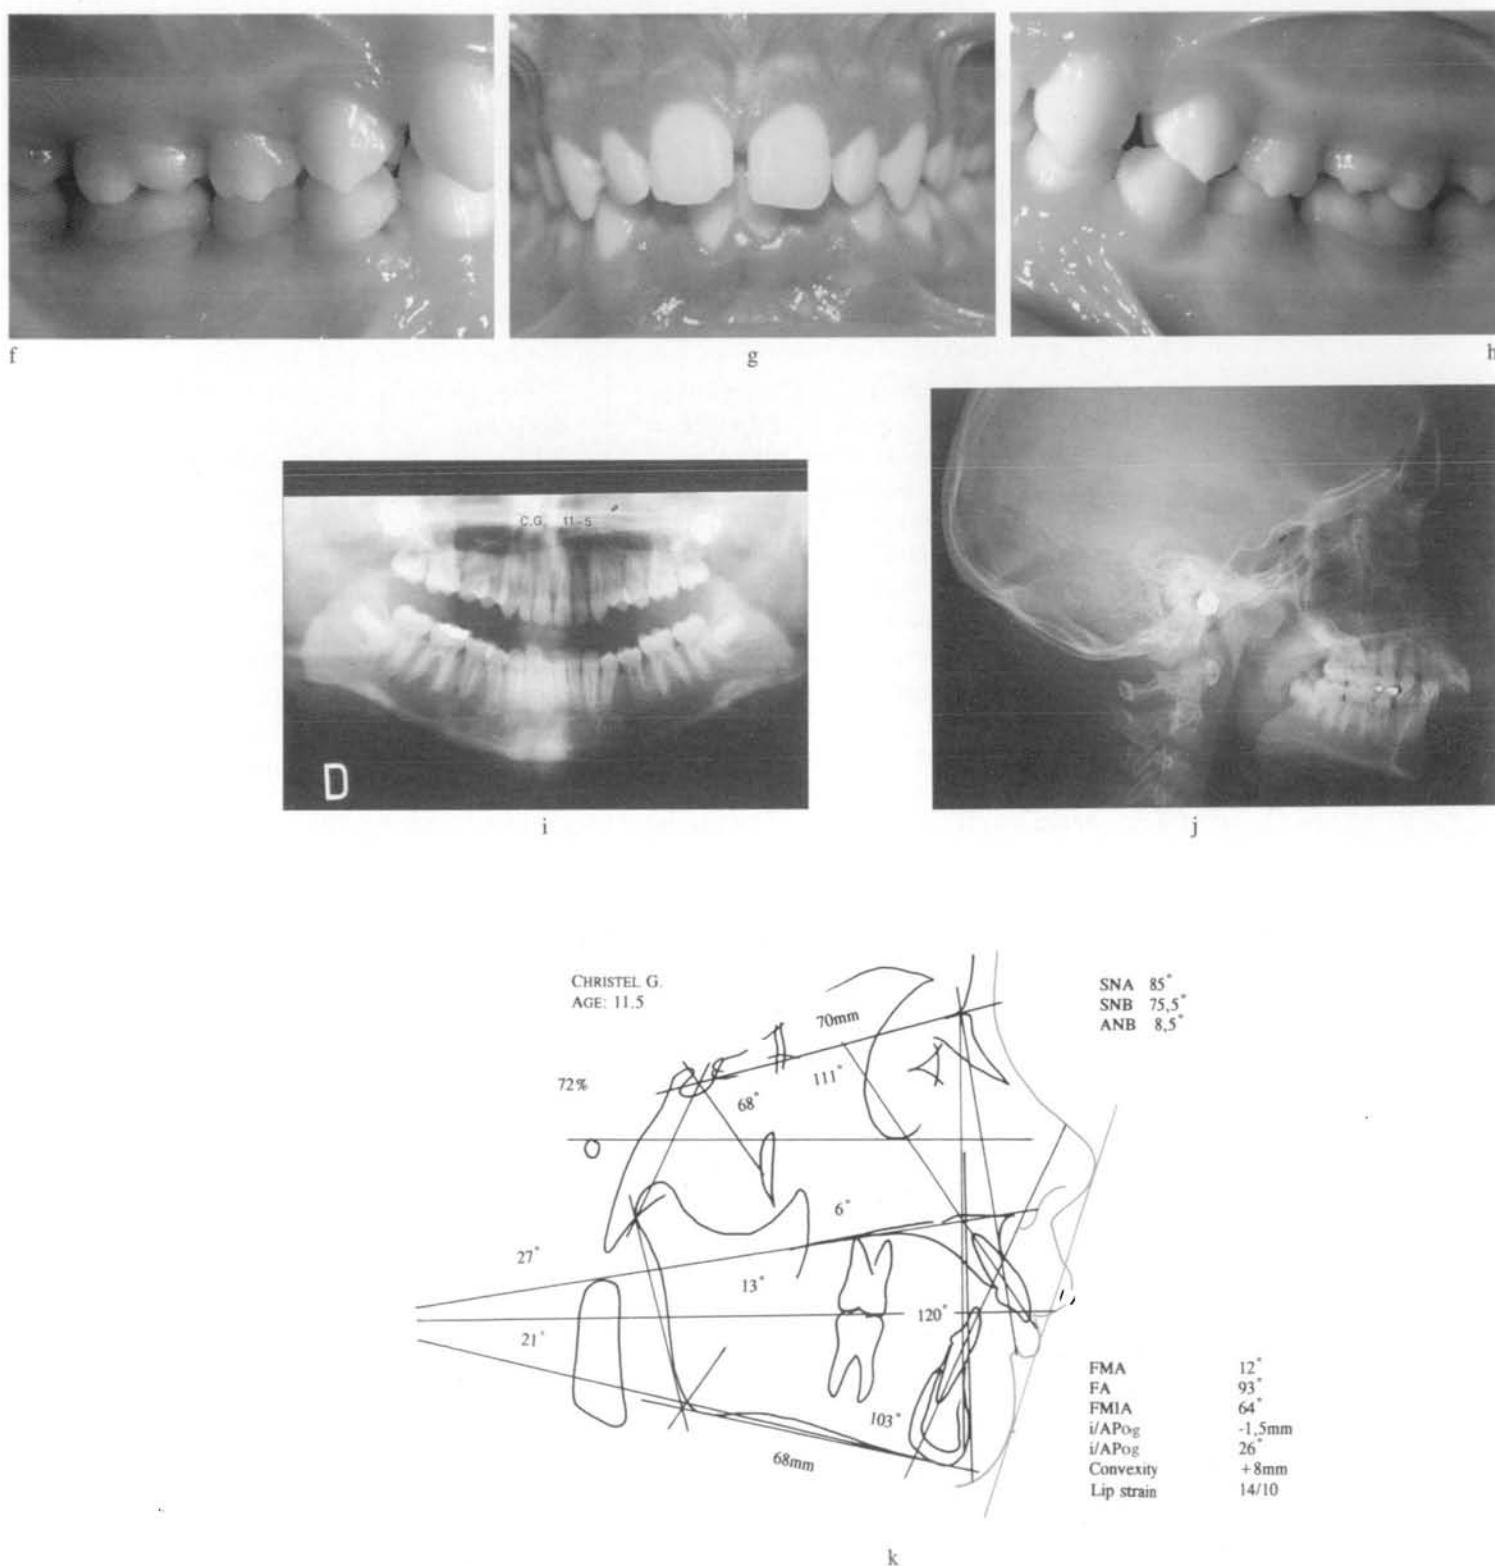 f
g
h
C.G. 11-5
D
i
j
CHRISTEL G.
AGE: 11.5
SNA 85°
SNB 75,5°
ANB 8,5°
70mm
72%
68°
111°
6°
27°
13°
120°
21°
103°
68mm
FMA 12°
FA 93°
FMIA 64°
i/APog -1,5mm
i/APog 26°
Convexity +8mm
Lip strain 14/10
k